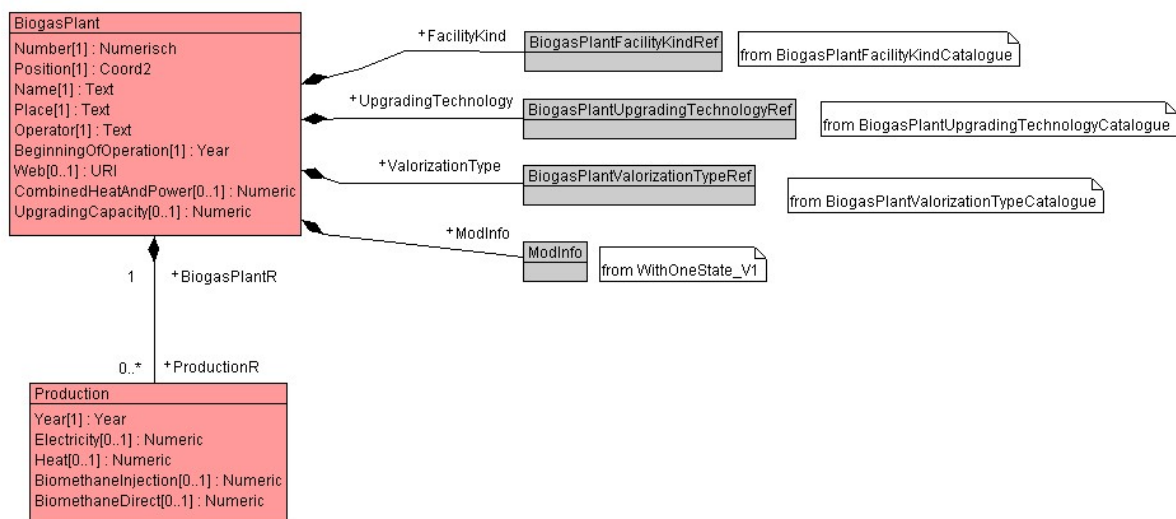 BiogasPlant
Number[1] : Numerisch
Position[1] : Coord2
Name[1] : Text
Place[1] : Text
Operator[1] : Text
BeginningOfOperation[1] : Year
Web[0..1] : URI
CombinedHeatAndPower[0..1] : Numeric
UpgradingCapacity[0..1] : Numeric
+FacilityKind
BiogasPlantFacilityKindRef
from BiogasPlantFacilityKindCatalogue
+UpgradingTechnology
BiogasPlantUpgradingTechnologyRef
from BiogasPlantUpgradingTechnologyCatalogue
+ValorizationType
BiogasPlantValorizationTypeRef
from BiogasPlantValorizationTypeCatalogue
+ModInfo
ModInfo
from WithOneState_V1
1 +BiogasPlantR
0..* +ProductionR
Production
Year[1] : Year
Electricity[0..1] : Numeric
Heat[0..1] : Numeric
BiomethaneInjection[0..1] : Numeric
BiomethaneDirect[0..1] : Numeric